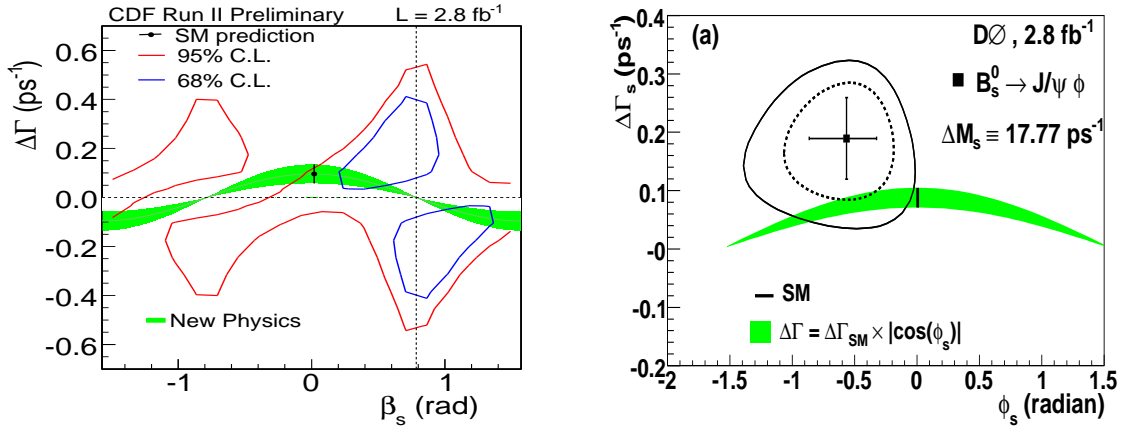 CDF Run II Preliminary L = 2.8 fb⁻¹
SM prediction
95% C.L.
68% C.L.
New Physics
ΔΓ (ps⁻¹)
0.6
0.4
0.2
0.0
-0.2
-0.4
-0.6
-1 0 1
βₛ (rad)
(a)
DØ , 2.8 fb⁻¹
Bₛ⁰ → J/ψ ϕ
ΔMₛ ≡ 17.77 ps⁻¹
SM
ΔΓ = ΔΓ_SM × |cos(ϕₛ)|
ΔΓₛ (ps⁻¹)
0.4
0.3
0.2
0.1
-0
-0.1
-0.2
-2 -1.5 -1 -0.5 0 0.5 1 1.5
ϕₛ (radian)